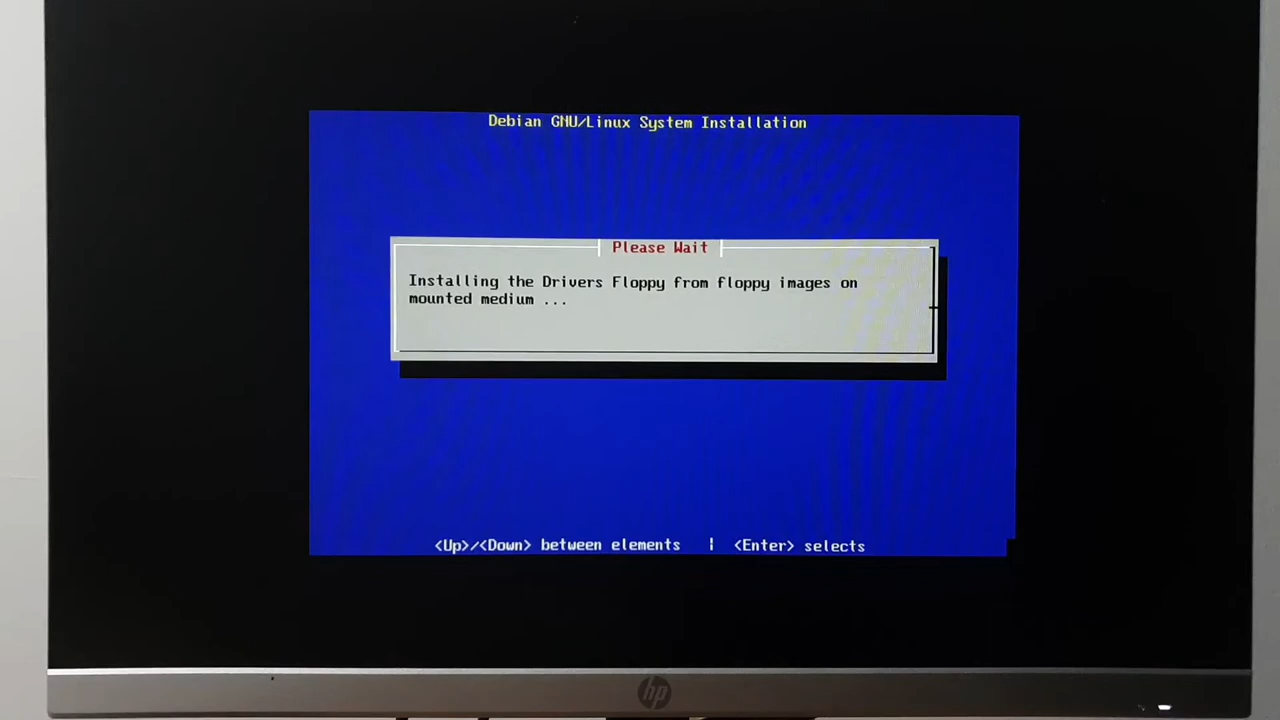 Debian GNU/Linux System Installation
Please Wait
Installing the Drivers Floppy from floppy images on
mounted medium ...
<Up>/<Down> between elements | <Enter> selects
hp